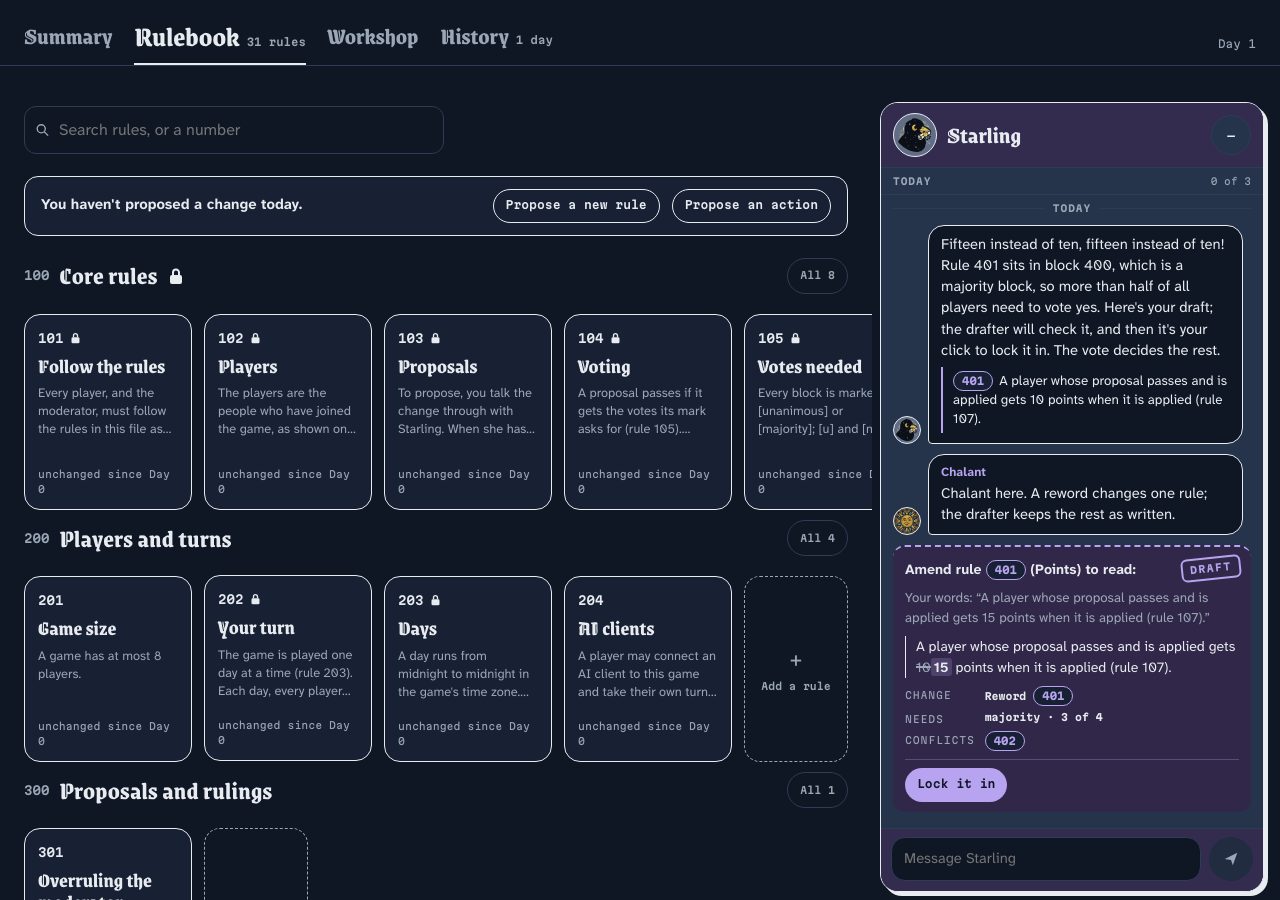 Summary
Rulebook 31 rules
Workshop
History 1 day
Day 1
Search rules, or a number
You haven't proposed a change today.
Propose a new rule
Propose an action
100 Core rules
All 8
101
Follow the rules
Every player, and the
moderator, must follow
the rules in this file as…
unchanged since Day
0
102
Players
The players are the
people who have joined
the game, as shown on…
unchanged since Day
0
103
Proposals
To propose, you talk the
change through with
Starling. When she has…
unchanged since Day
0
104
Voting
A proposal passes if it
gets the votes its mark
asks for (rule 105).…
unchanged since Day
0
105
Votes needed
Every block is marke
[unanimous] or
[majority]; [u] and [m
unchanged since Day
0
200 Players and turns
All 4
201
Game size
A game has at most 8
players.
unchanged since Day
0
202
Your turn
The game is played one
day at a time (rule 203).
Each day, every player…
unchanged since Day
0
203
Days
A day runs from
midnight to midnight in
the game's time zone.…
unchanged since Day
0
204
AI clients
A player may connect an
AI client to this game
and take their own turn…
unchanged since Day
0
+
Add a rule
300 Proposals and rulings
All 1
301
Overruling the
Starling
–
TODAY
0 of 3
TODAY
Fifteen instead of ten, fifteen instead of ten!
Rule 401 sits in block 400, which is a
majority block, so more than half of all
players need to vote yes. Here's your draft;
the drafter will check it, and then it's your
click to lock it in. The vote decides the rest.
401 A player whose proposal passes and is
applied gets 10 points when it is applied (rule
107).
Chalant
Chalant here. A reword changes one rule;
the drafter keeps the rest as written.
Amend rule 401 (Points) to read:
DRAFT
Your words: “A player whose proposal passes and is
applied gets 15 points when it is applied (rule 107).”
A player whose proposal passes and is applied gets
10 15 points when it is applied (rule 107).
CHANGE Reword 401
NEEDS majority · 3 of 4
CONFLICTS 402
Lock it in
Message Starling